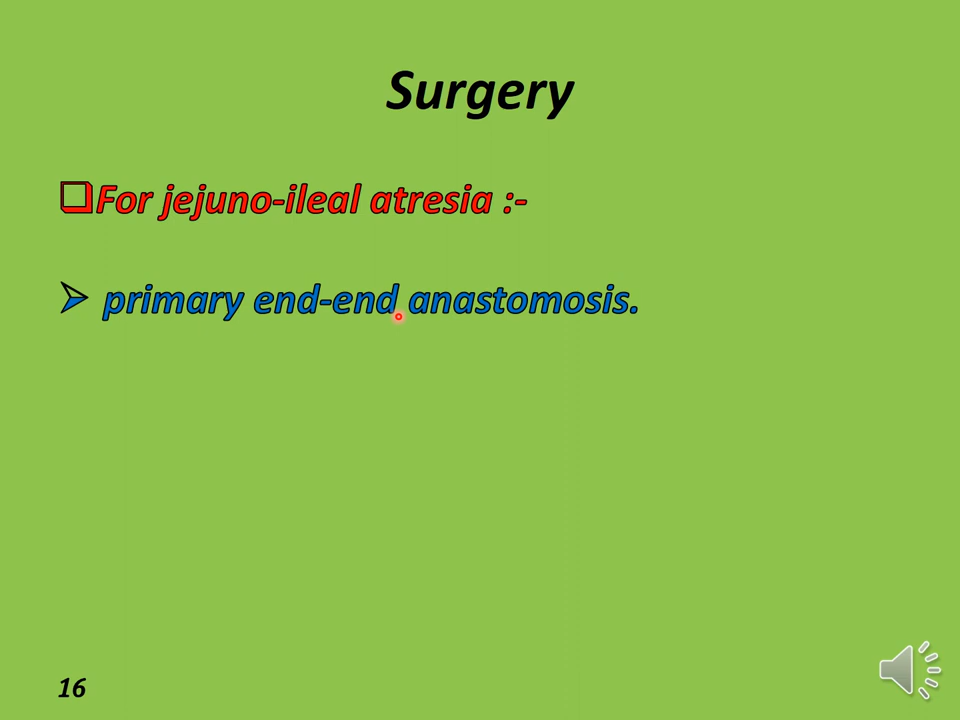 Surgery
❑For jejuno-ileal atresia :-
➢ primary end-end anastomosis.
16